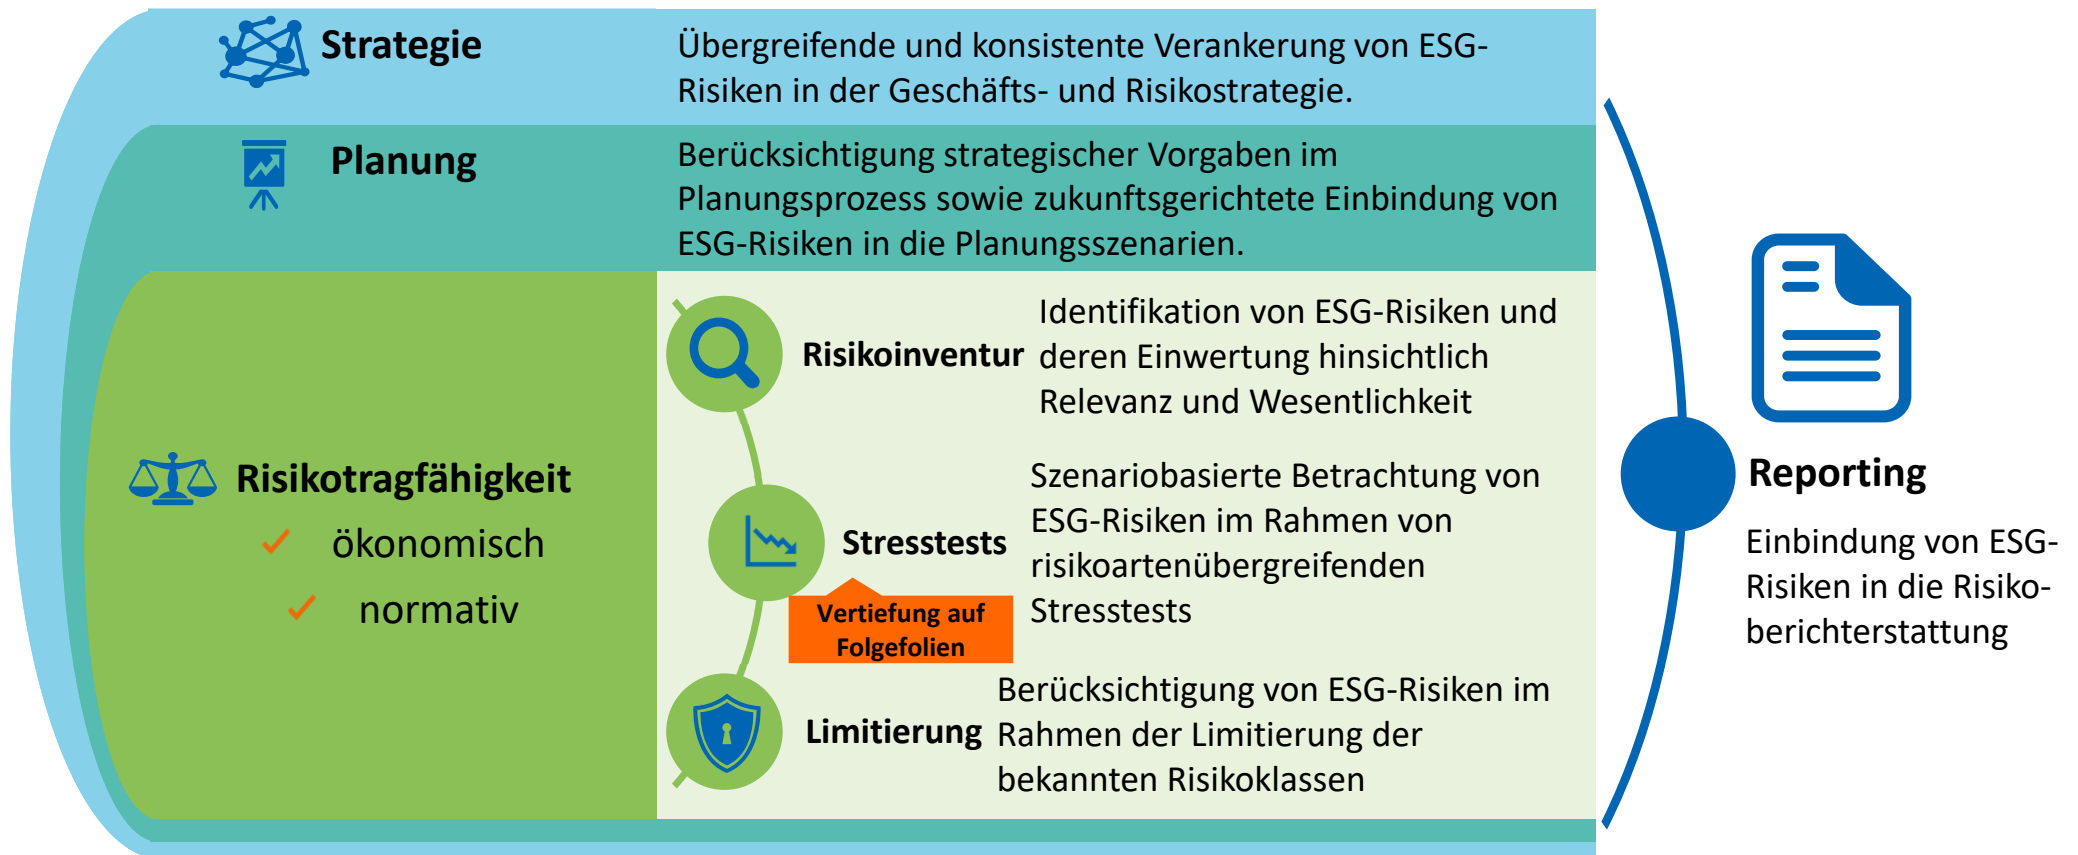 Strategie
Übergreifende und konsistente Verankerung von ESG-
Risiken in der Geschäfts- und Risikostrategie.
Planung
Berücksichtigung strategischer Vorgaben im
Planungsprozess sowie zukunftsgerichtete Einbindung von
ESG-Risiken in die Planungsszenarien.
Risikotragfähigkeit
ökonomisch
normativ
Risikoinventur
Identifikation von ESG-Risiken und
deren Einwertung hinsichtlich
Relevanz und Wesentlichkeit
Stresstests
Vertiefung auf
Folgefolien
Szenariobasierte Betrachtung von
ESG-Risiken im Rahmen von
risikoartenübergreifenden
Stresstests
Limitierung
Berücksichtigung von ESG-Risiken im
Rahmen der Limitierung der
bekannten Risikoklassen
Reporting
Einbindung von ESG-
Risiken in die Risiko-
berichterstattung